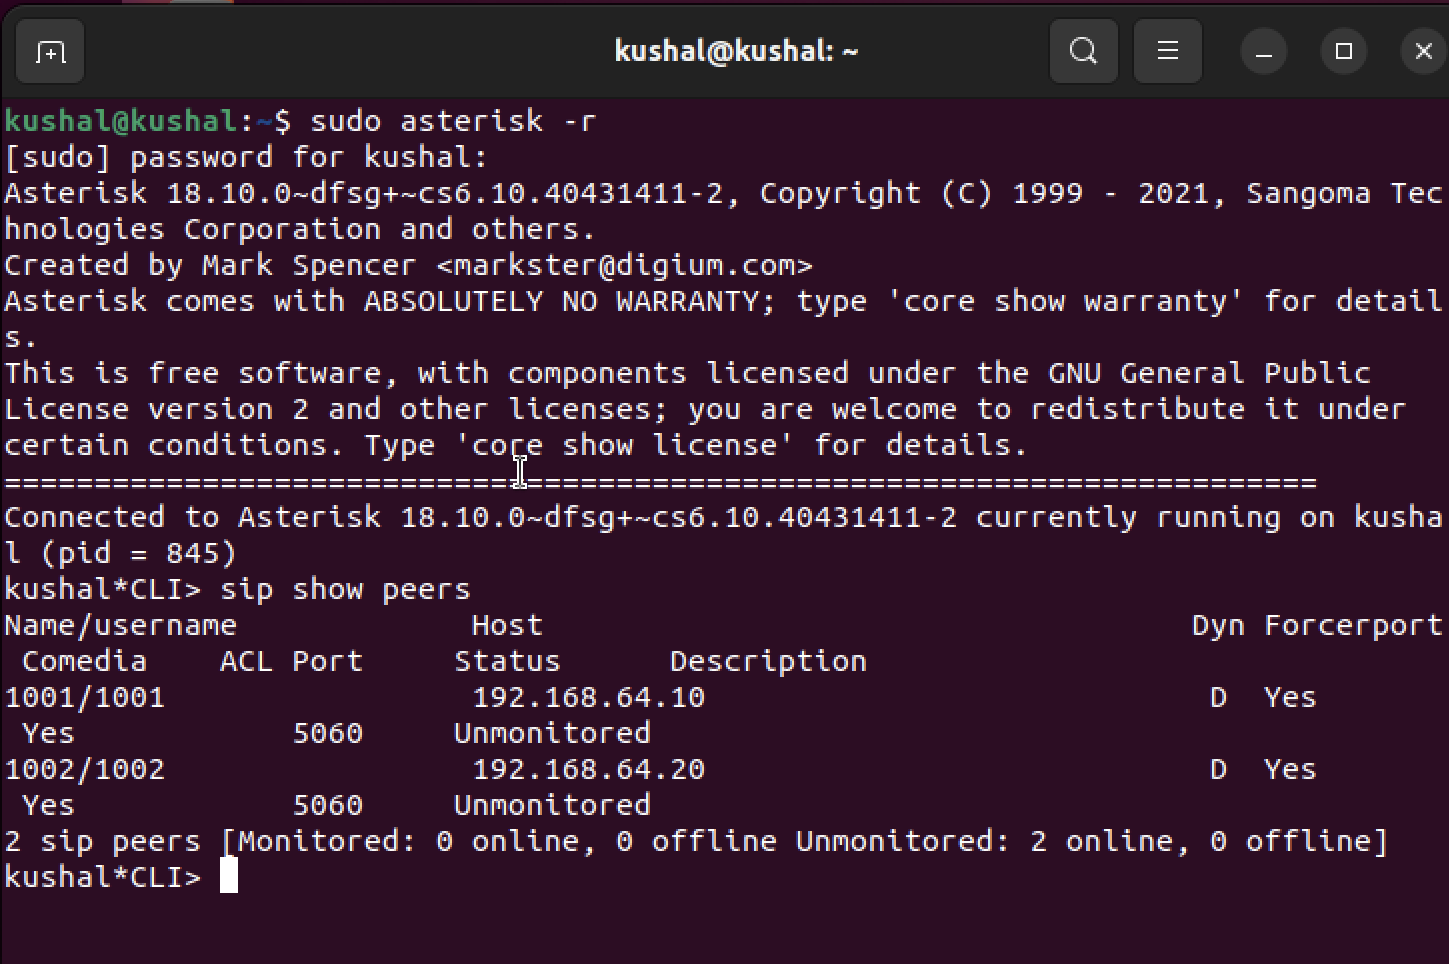 kushal@kushal: ~
kushal@kushal:~$ sudo asterisk -r
[sudo] password for kushal:
Asterisk 18.10.0~dfsg+~cs6.10.40431411-2, Copyright (C) 1999 - 2021, Sangoma Tec
hnologies Corporation and others.
Created by Mark Spencer <markster@digium.com>
Asterisk comes with ABSOLUTELY NO WARRANTY; type 'core show warranty' for detail
s.
This is free software, with components licensed under the GNU General Public
License version 2 and other licenses; you are welcome to redistribute it under
certain conditions. Type 'core show license' for details.
=========================================================================
Connected to Asterisk 18.10.0~dfsg+~cs6.10.40431411-2 currently running on kusha
l (pid = 845)
kushal*CLI> sip show peers
Name/username             Host                                    Dyn Forcerport
 Comedia    ACL Port     Status      Description
1001/1001                 192.168.64.10                            D  Yes
 Yes            5060     Unmonitored
1002/1002                 192.168.64.20                            D  Yes
 Yes            5060     Unmonitored
2 sip peers [Monitored: 0 online, 0 offline Unmonitored: 2 online, 0 offline]
kushal*CLI>